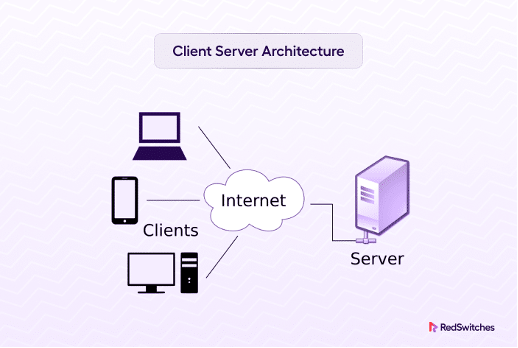 Client Server Architecture
Internet
Clients
Server
RedSwitches